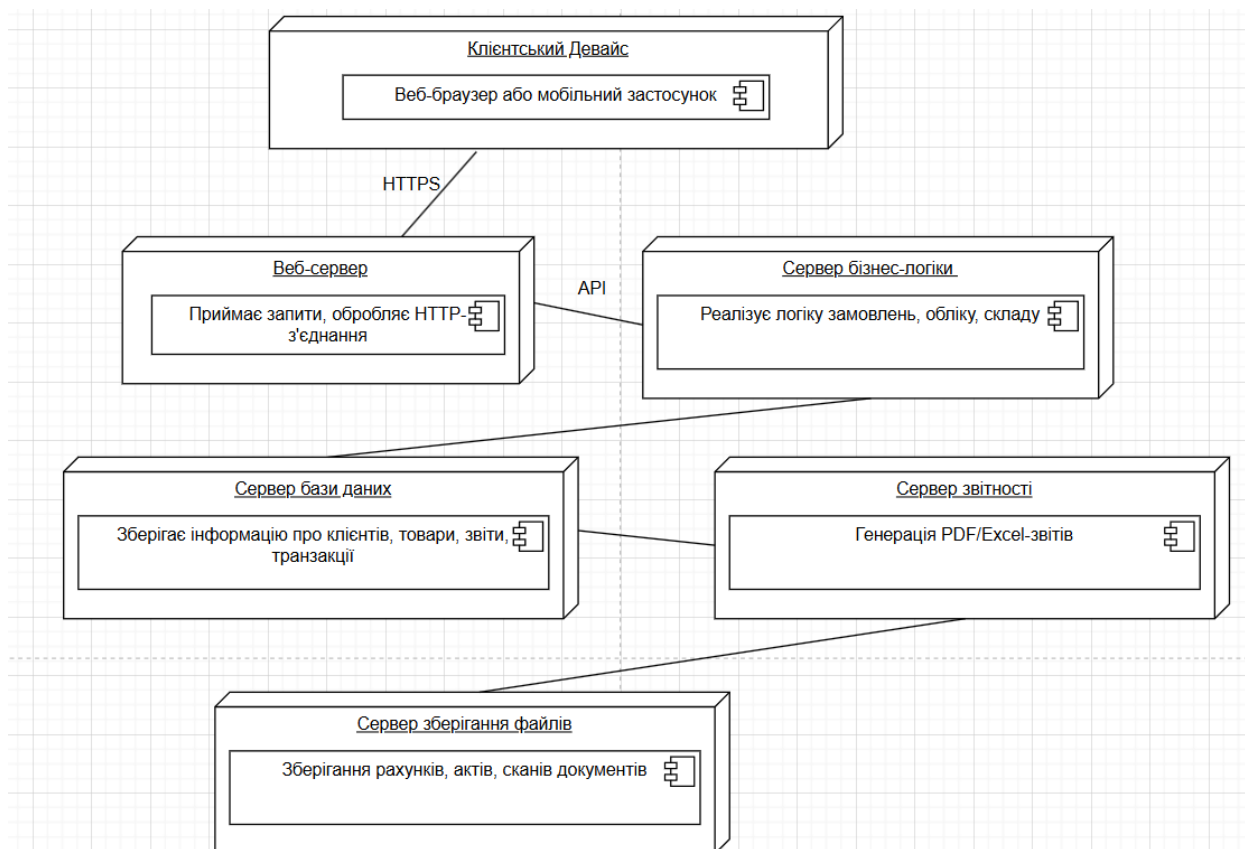 Клієнтський Девайс
Веб-браузер або мобільний застосунок
HTTPS
Веб-сервер
Приймає запити, обробляє HTTP-
з'єднання
API
Сервер бізнес-логіки
Реалізує логіку замовлень, обліку, складу
Сервер бази даних
Зберігає інформацію про клієнтів, товари, звіти,
транзакції
Сервер звітності
Генерація PDF/Excel-звітів
Сервер зберігання файлів
Зберігання рахунків, актів, сканів документів